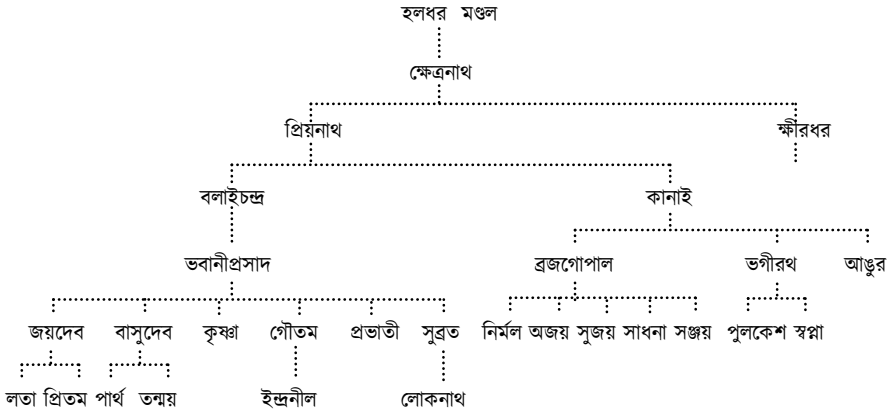 হলধর মণ্ডল
ক্ষেত্রনাথ
প্রিয়নাথ ক্ষীরধর
বলাইচন্দ্র কানাই
ভবানীপ্রসাদ ব্রজগোপাল ভগীরথ আঙুর
জয়দেব বাসুদেব কৃষ্ণা গৌতম প্রভাতী সুব্রত নির্মল অজয় সুজয় সাধনা সঞ্জয় পুলকেশ স্বপ্না
লতা প্রিতম পার্থ তন্ময় ইন্দ্রনীল লোকনাথ